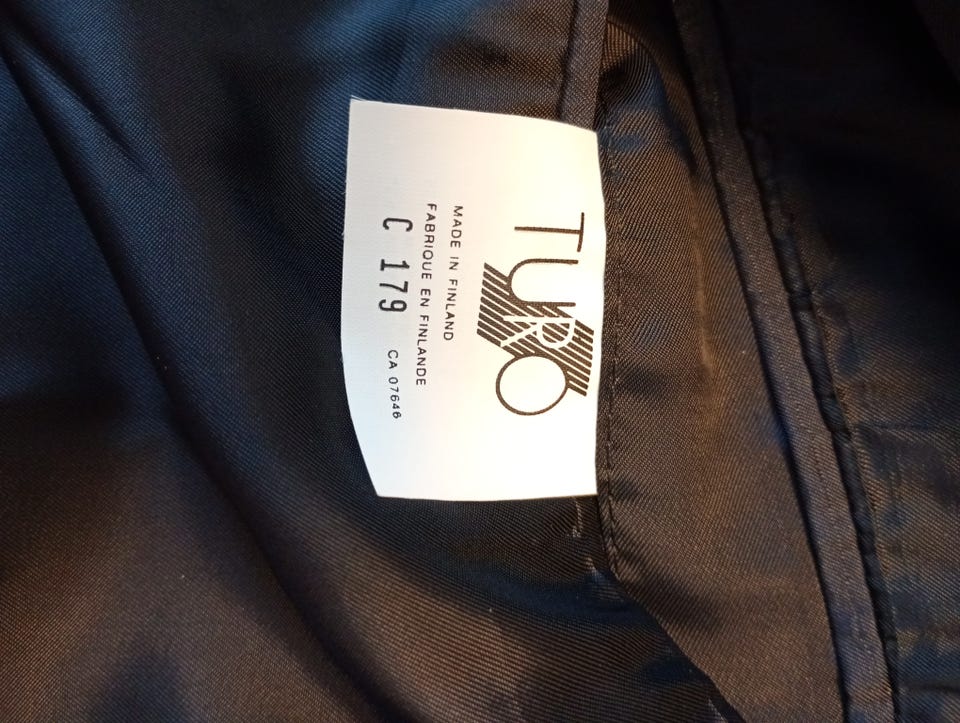 TURO
MADE IN FINLAND
FABRIQUE EN FINLANDE
C 179 CA 07646